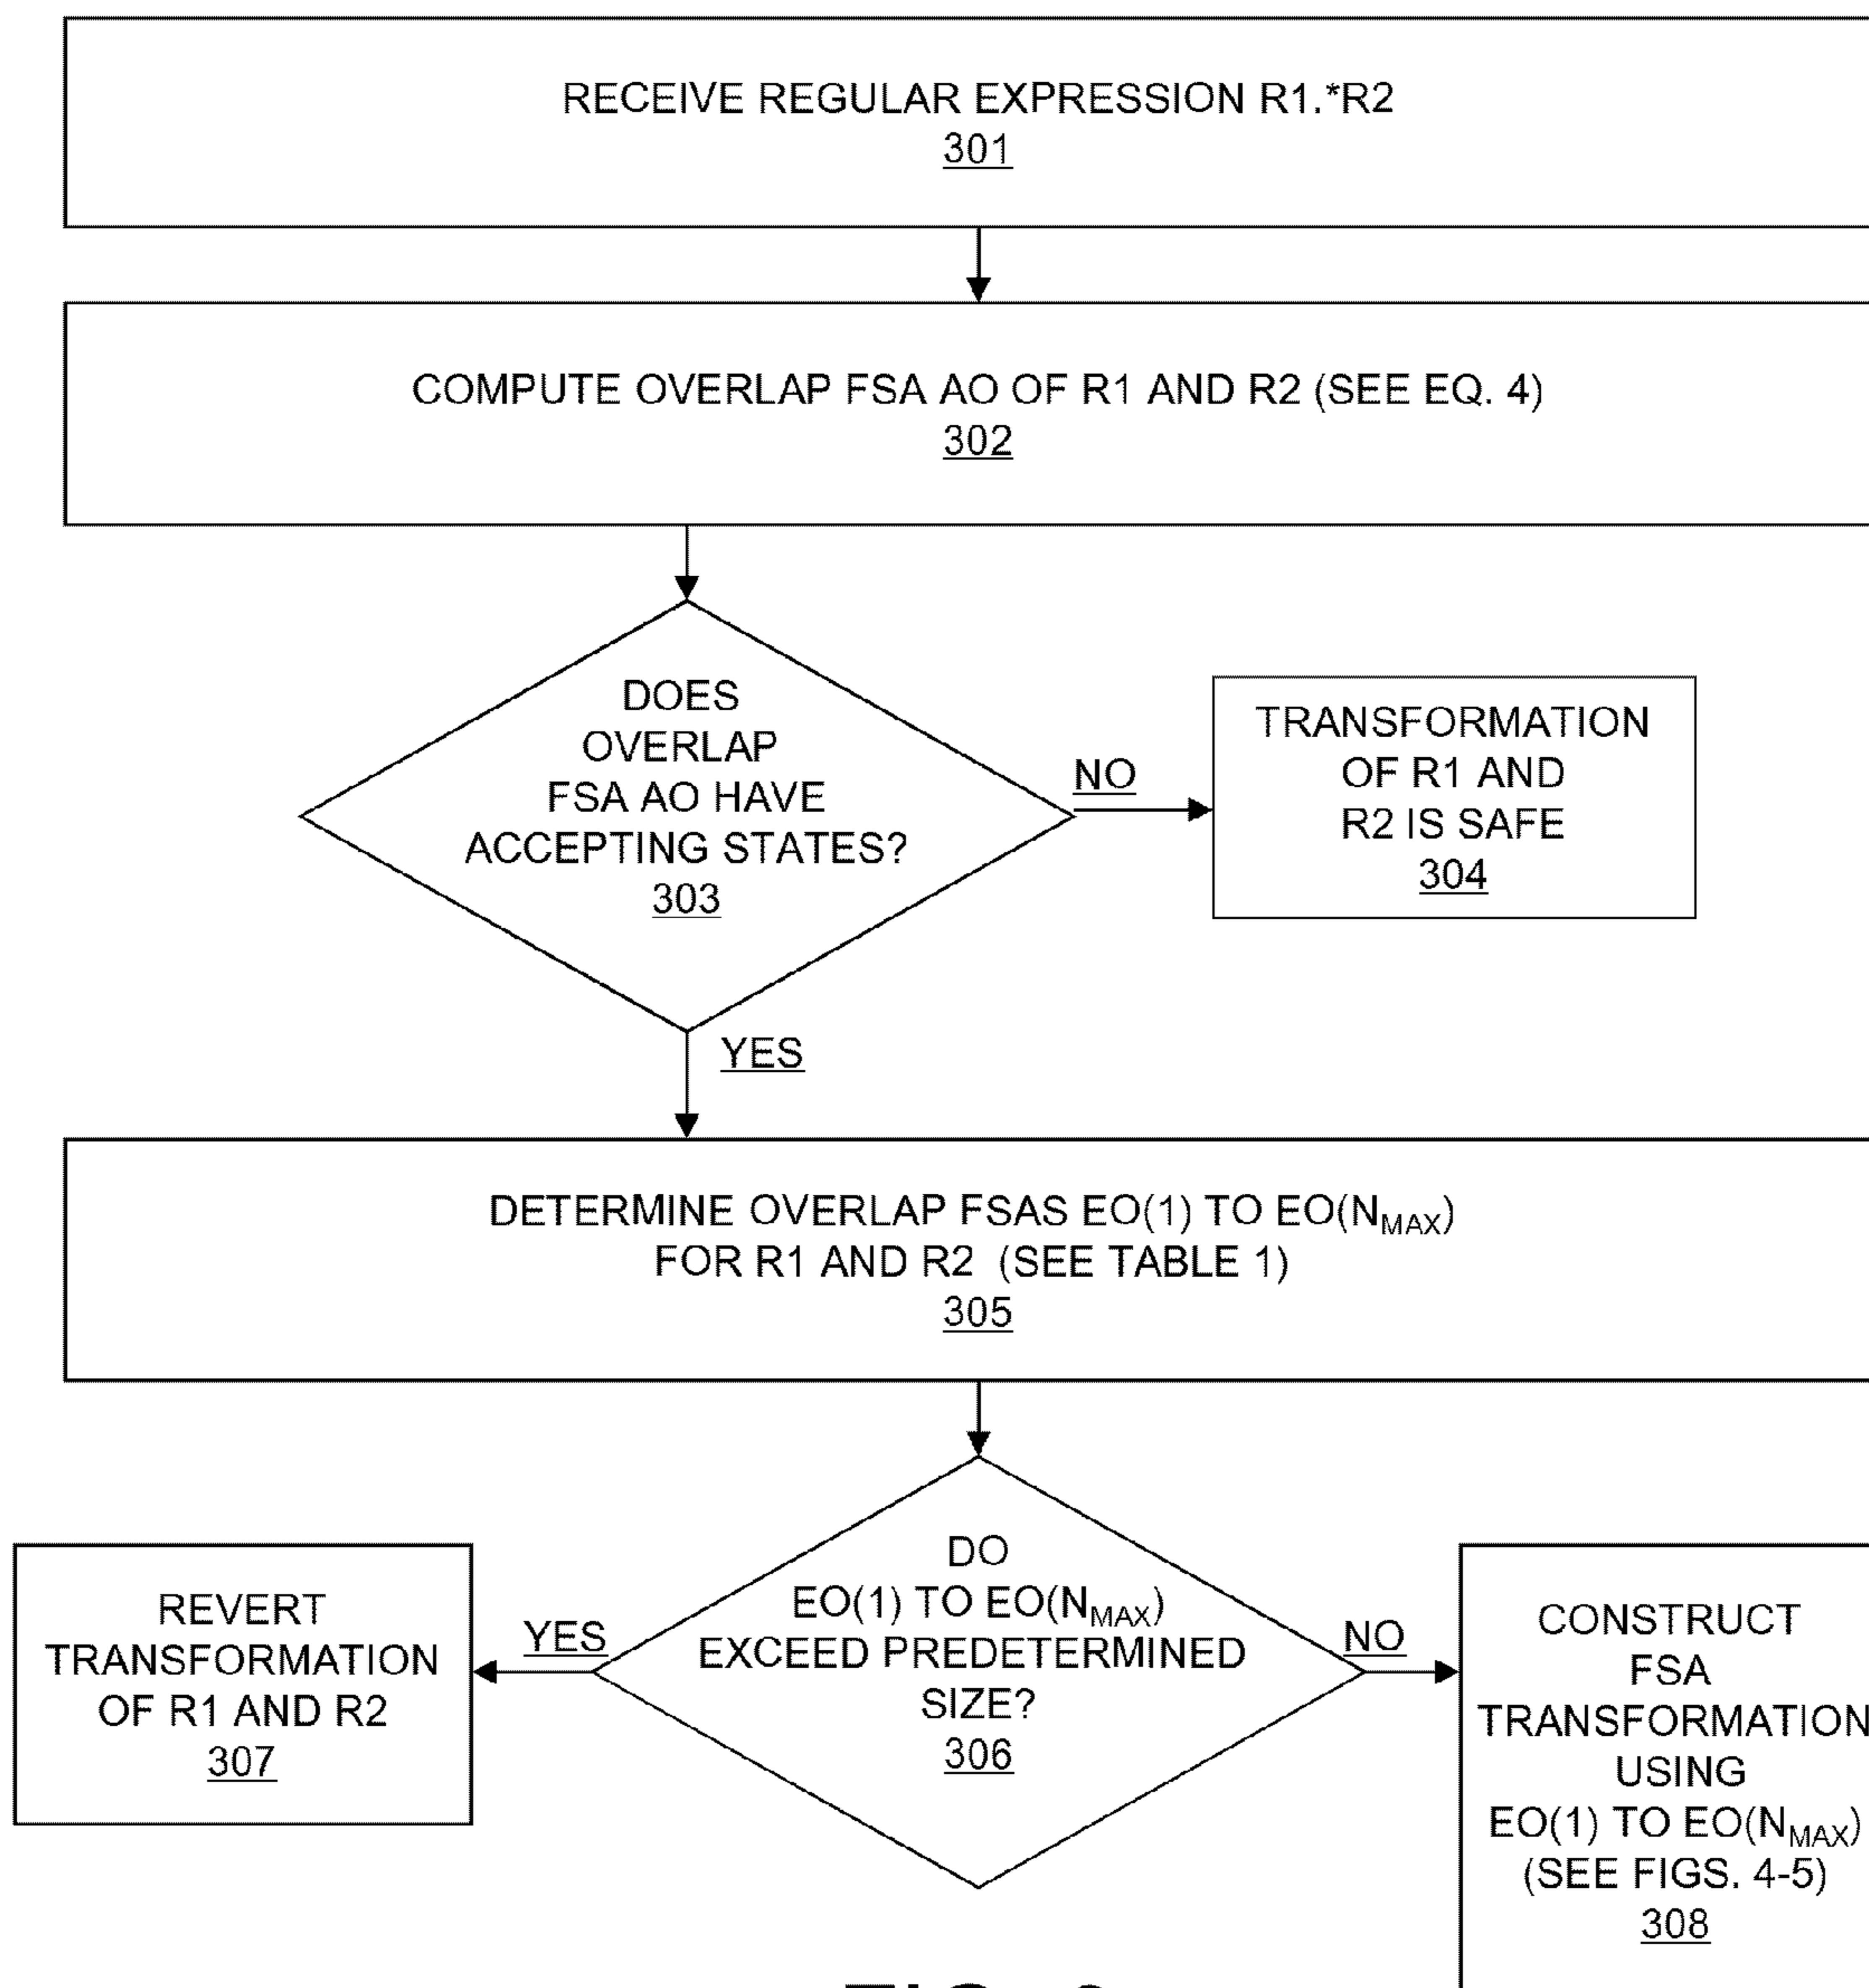 RECEIVE REGULAR EXPRESSION R1.*R2
301
COMPUTE OVERLAP FSA AO OF R1 AND R2 (SEE EQ. 4)
302
DOES
OVERLAP
FSA AO HAVE
ACCEPTING STATES?
303
NO
TRANSFORMATION
OF R1 AND
R2 IS SAFE
304
YES
DETERMINE OVERLAP FSAS EO(1) TO EO(NMAX)
FOR R1 AND R2 (SEE TABLE 1)
305
DO
EO(1) TO EO(NMAX)
EXCEED PREDETERMINED
SIZE?
306
YES
REVERT
TRANSFORMATION
OF R1 AND R2
307
NO
CONSTRUCT
FSA
TRANSFORMATION
USING
EO(1) TO EO(NMAX)
(SEE FIGS. 4-5)
308